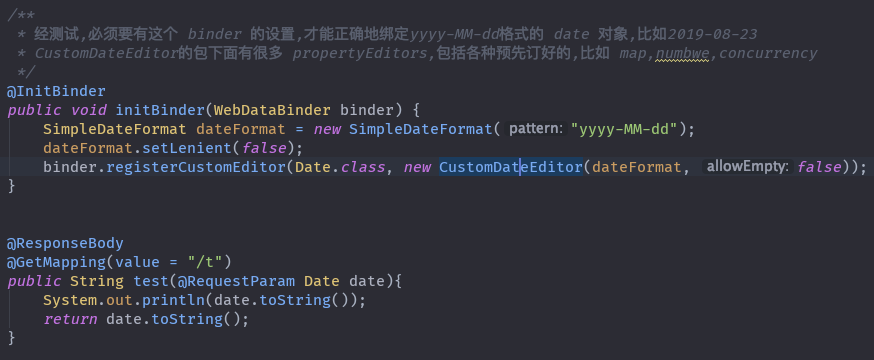 /**
 * 经测试,必须要有这个 binder 的设置,才能正确地绑定yyyy-MM-dd格式的 date 对象,比如2019-08-23
 * CustomDateEditor的包下面有很多 propertyEditors,包括各种预先订好的,比如 map,numbwe,concurrency
 */
@InitBinder
public void initBinder(WebDataBinder binder) {
    SimpleDateFormat dateFormat = new SimpleDateFormat( pattern: "yyyy-MM-dd");
    dateFormat.setLenient(false);
    binder.registerCustomEditor(Date.class, new CustomDateEditor(dateFormat, allowEmpty: false));
}
@ResponseBody
@GetMapping(value = "/t")
public String test(@RequestParam Date date){
    System.out.println(date.toString());
    return date.toString();
}